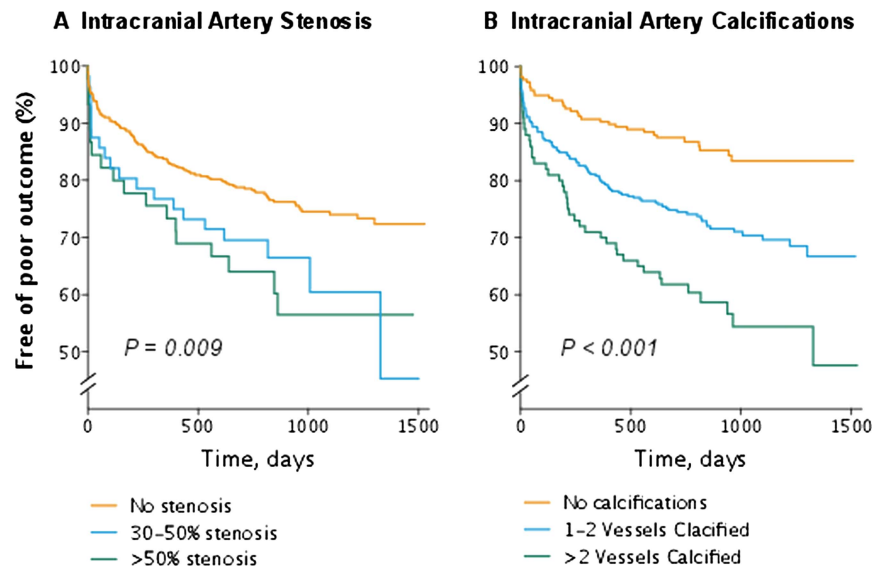 A Intracranial Artery Stenosis
Free of poor outcome (%)
100
90
80
70
60
50
P = 0.009
0
500
1000
1500
Time, days
No stenosis
30-50% stenosis
>50% stenosis
B Intracranial Artery Calcifications
100
90
80
70
60
50
P < 0.001
0
500
1000
1500
Time, days
No calcifications
1-2 Vessels Clacified
>2 Vessels Calcified